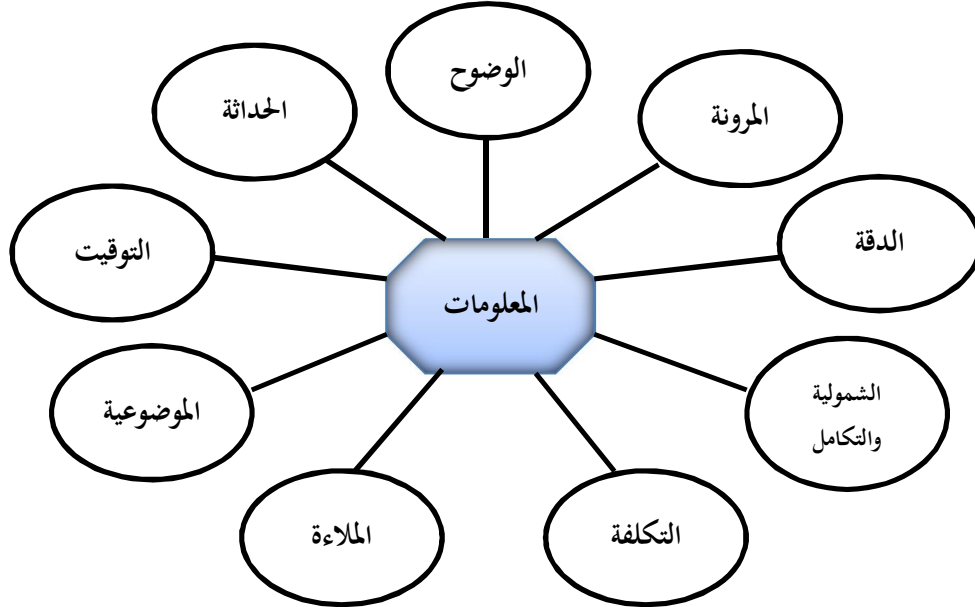 الوضوح
المرونة
الحداثة
الدقة
التوقيت
المعلومات
الشمولية
والتكامل
الموضوعية
التكلفة
الملاءة